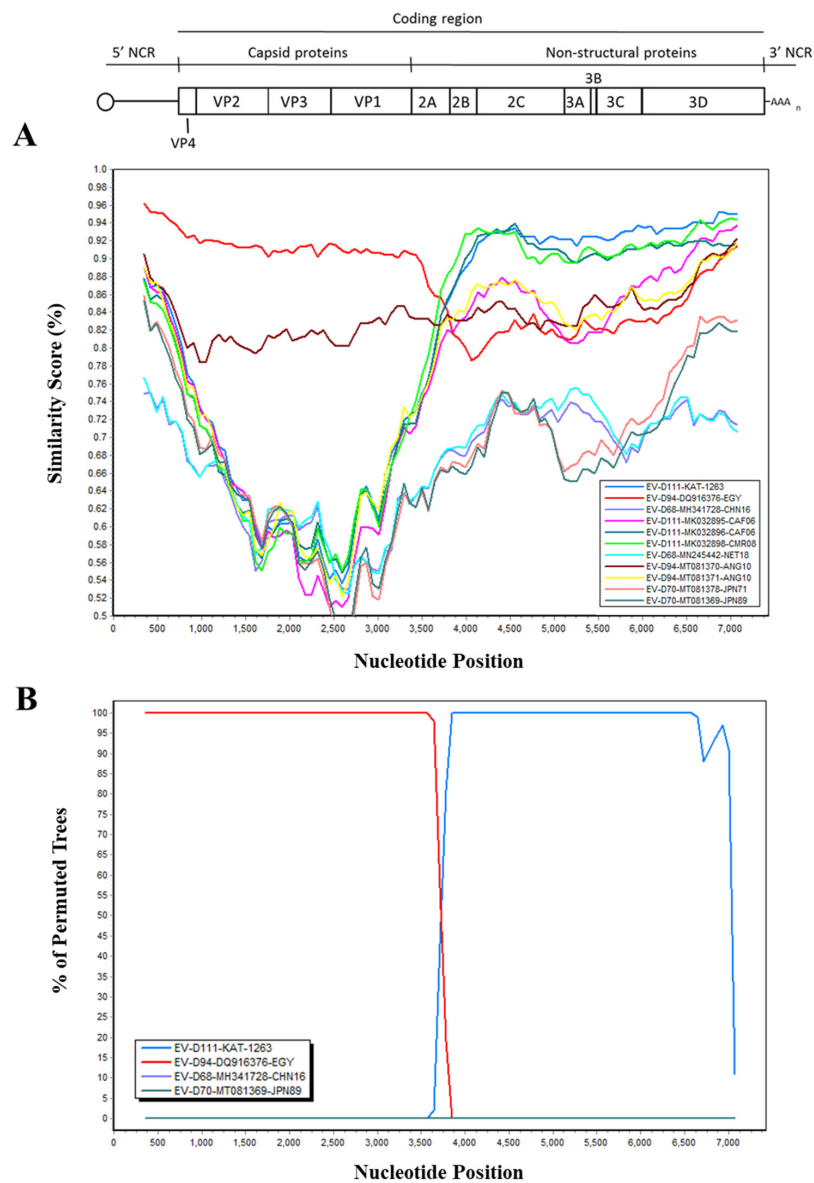 Coding region
5' NCR
Capsid proteins
Non-structural proteins
3' NCR
3B
VP2
VP3
VP1
2A
2B
2C
3A
3C
3D
AAA n
VP4
A
1.0
0.98
0.96
0.94
0.92
0.9
0.88
0.86
0.84
0.82
0.8
0.78
0.76
0.74
0.72
0.7
0.68
0.66
0.64
0.62
0.6
0.58
0.56
0.54
0.52
0.5
Similarity Score (%)
EV-D111-KAT-1263
EV-D94-DQ916376-EGY
EV-D68-MH341728-CHN16
EV-D111-MK032895-CAF06
EV-D111-MK032896-CAF06
EV-D111-MK032898-CMR08
EV-D68-MN245442-NET18
EV-D94-MT081370-ANG10
EV-D94-MT081371-ANG10
EV-D70-MT081378-JPN71
EV-D70-MT081369-JPN89
0 500 1,000 1,500 2,000 2,500 3,000 3,500 4,000 4,500 5,000 5,500 6,000 6,500 7,000
Nucleotide Position
B
100
95
90
85
80
75
70
65
60
55
50
45
40
35
30
25
20
15
10
5
0
% of Permuted Trees
EV-D111-KAT-1263
EV-D94-DQ916376-EGY
EV-D68-MH341728-CHN16
EV-D70-MT081369-JPN89
0 500 1,000 1,500 2,000 2,500 3,000 3,500 4,000 4,500 5,000 5,500 6,000 6,500 7,000
Nucleotide Position